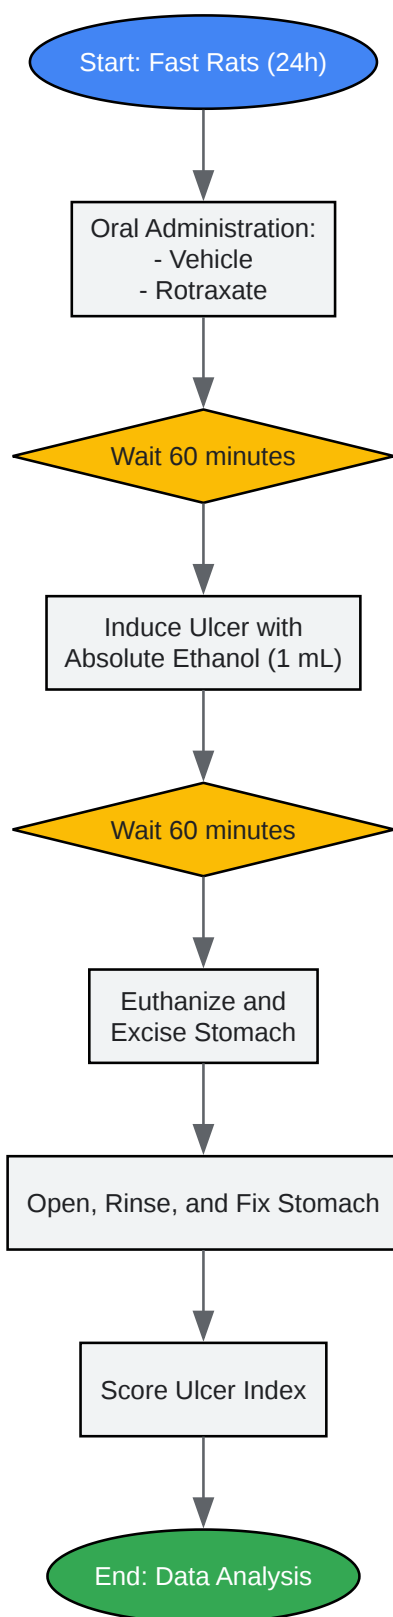 Start: Fast Rats (24h)
Oral Administration:
- Vehicle
- Rotraxate
Wait 60 minutes
Induce Ulcer with
Absolute Ethanol (1 mL)
Wait 60 minutes
Euthanize and
Excise Stomach
Open, Rinse, and Fix Stomach
Score Ulcer Index
End: Data Analysis